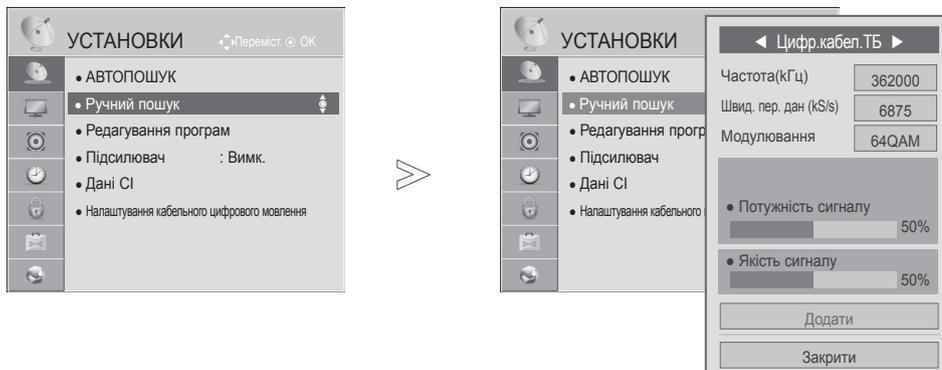 УСТАНОВКИ Переміст. OK
● АВТОПОШУК
● Ручний пошук
● Редагування програм
● Підсилювач : Вимк.
● Дані CI
● Налаштування кабельного цифрового мовлення
УСТАНОВКИ
● АВТОПОШУК
● Ручний пошук
● Редагування прогр
● Підсилювач
● Дані CI
● Налаштування кабельного
◀ Цифр.кабел.ТБ ▶
Частота(kГц) 362000
Швид. пер. дан (kS/s) 6875
Модулювання 64QAM
● Потужність сигналу
50%
● Якість сигналу
50%
Додати
Закрити